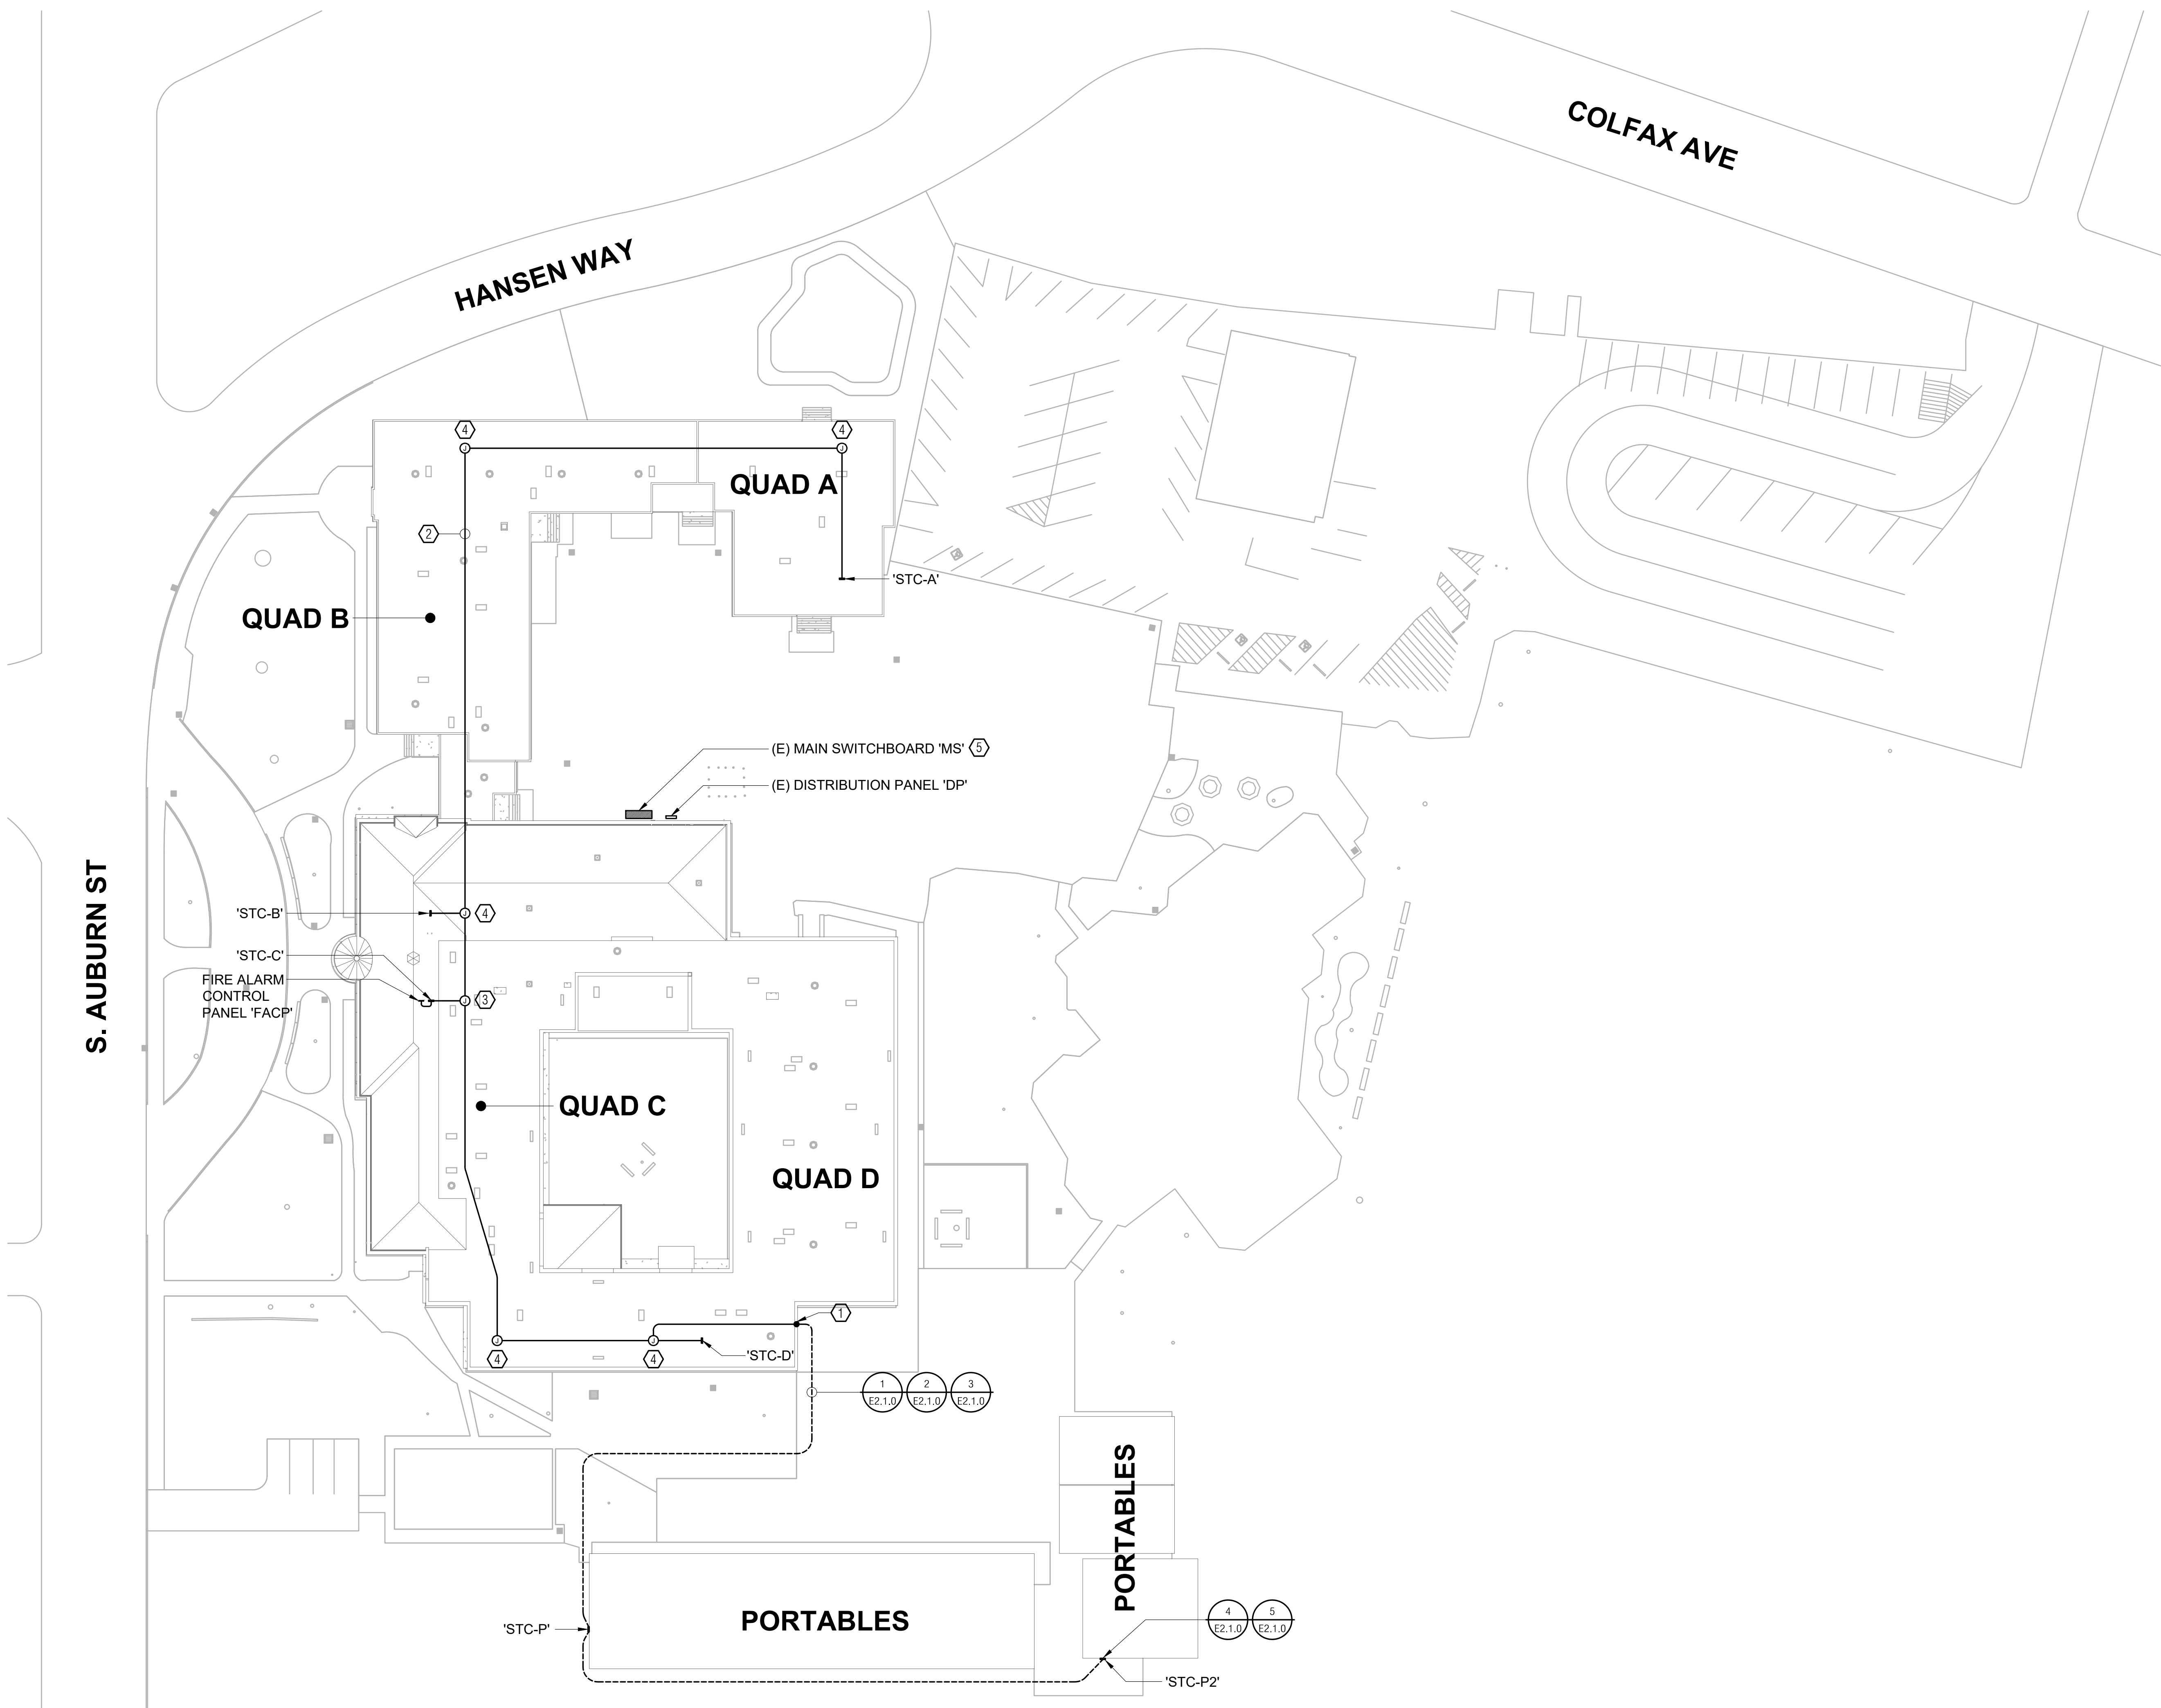 COLFAX AVE
HANSEN WAY
4
4
J
J
QUAD A
2
'STC-A'
QUAD B
(E) MAIN SWITCHBOARD 'MS' 5
(E) DISTRIBUTION PANEL 'DP'
S. AUBURN ST
'STC-B'
J
4
'STC-C'
FIRE ALARM
CONTROL
PANEL 'FACP'
J
3
QUAD C
QUAD D
1
J
J
4
4
'STC-D'
1
E2.1.0
2
E2.1.0
3
E2.1.0
PORTABLES
PORTABLES
'STC-P'
4
E2.1.0
5
E2.1.0
'STC-P2'